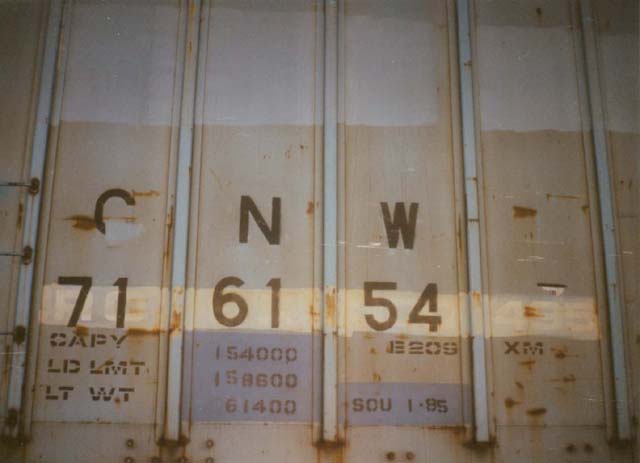 C N W
71 61 54
CAPY 154000 E209 XM
LD LMT. 158600
LT WT 61400 SOU 1-85